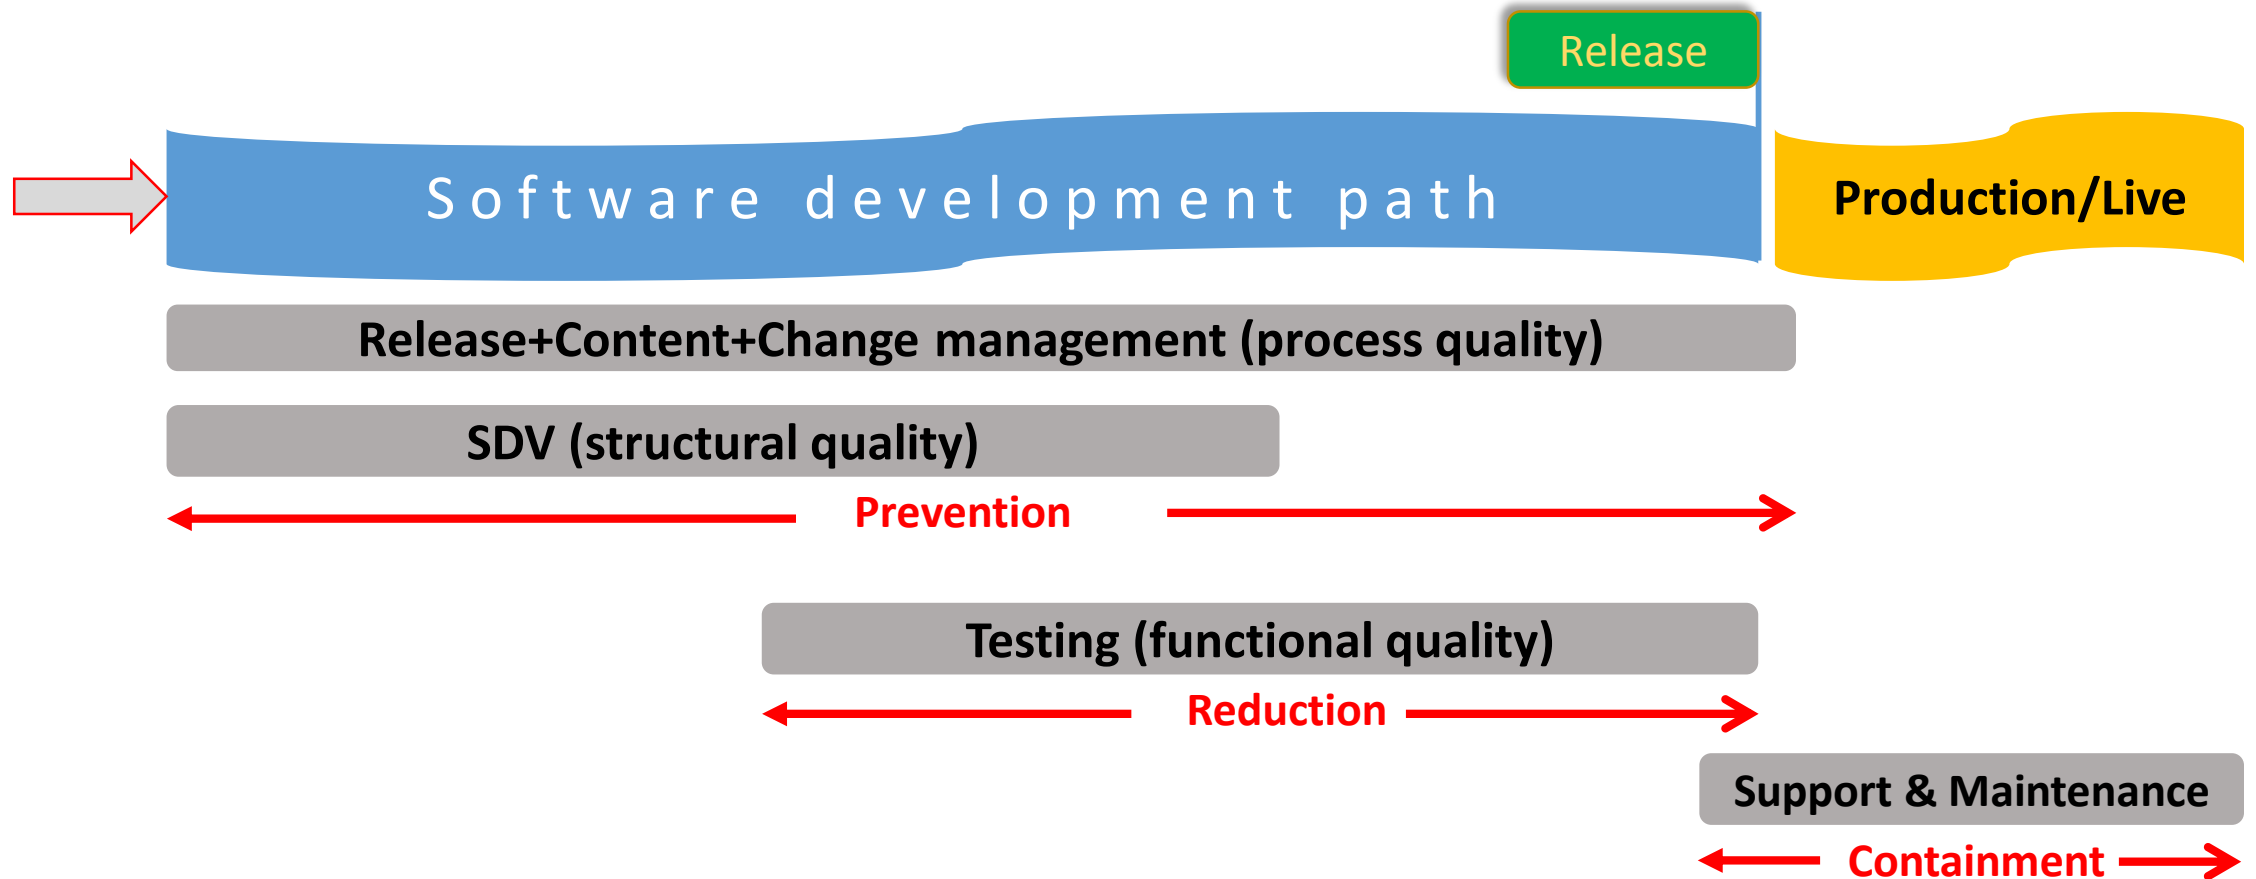 Release
Software development path
Production/Live
Release+Content+Change management (process quality)
SDV (structural quality)
Prevention
Testing (functional quality)
Reduction
Support & Maintenance
Containment